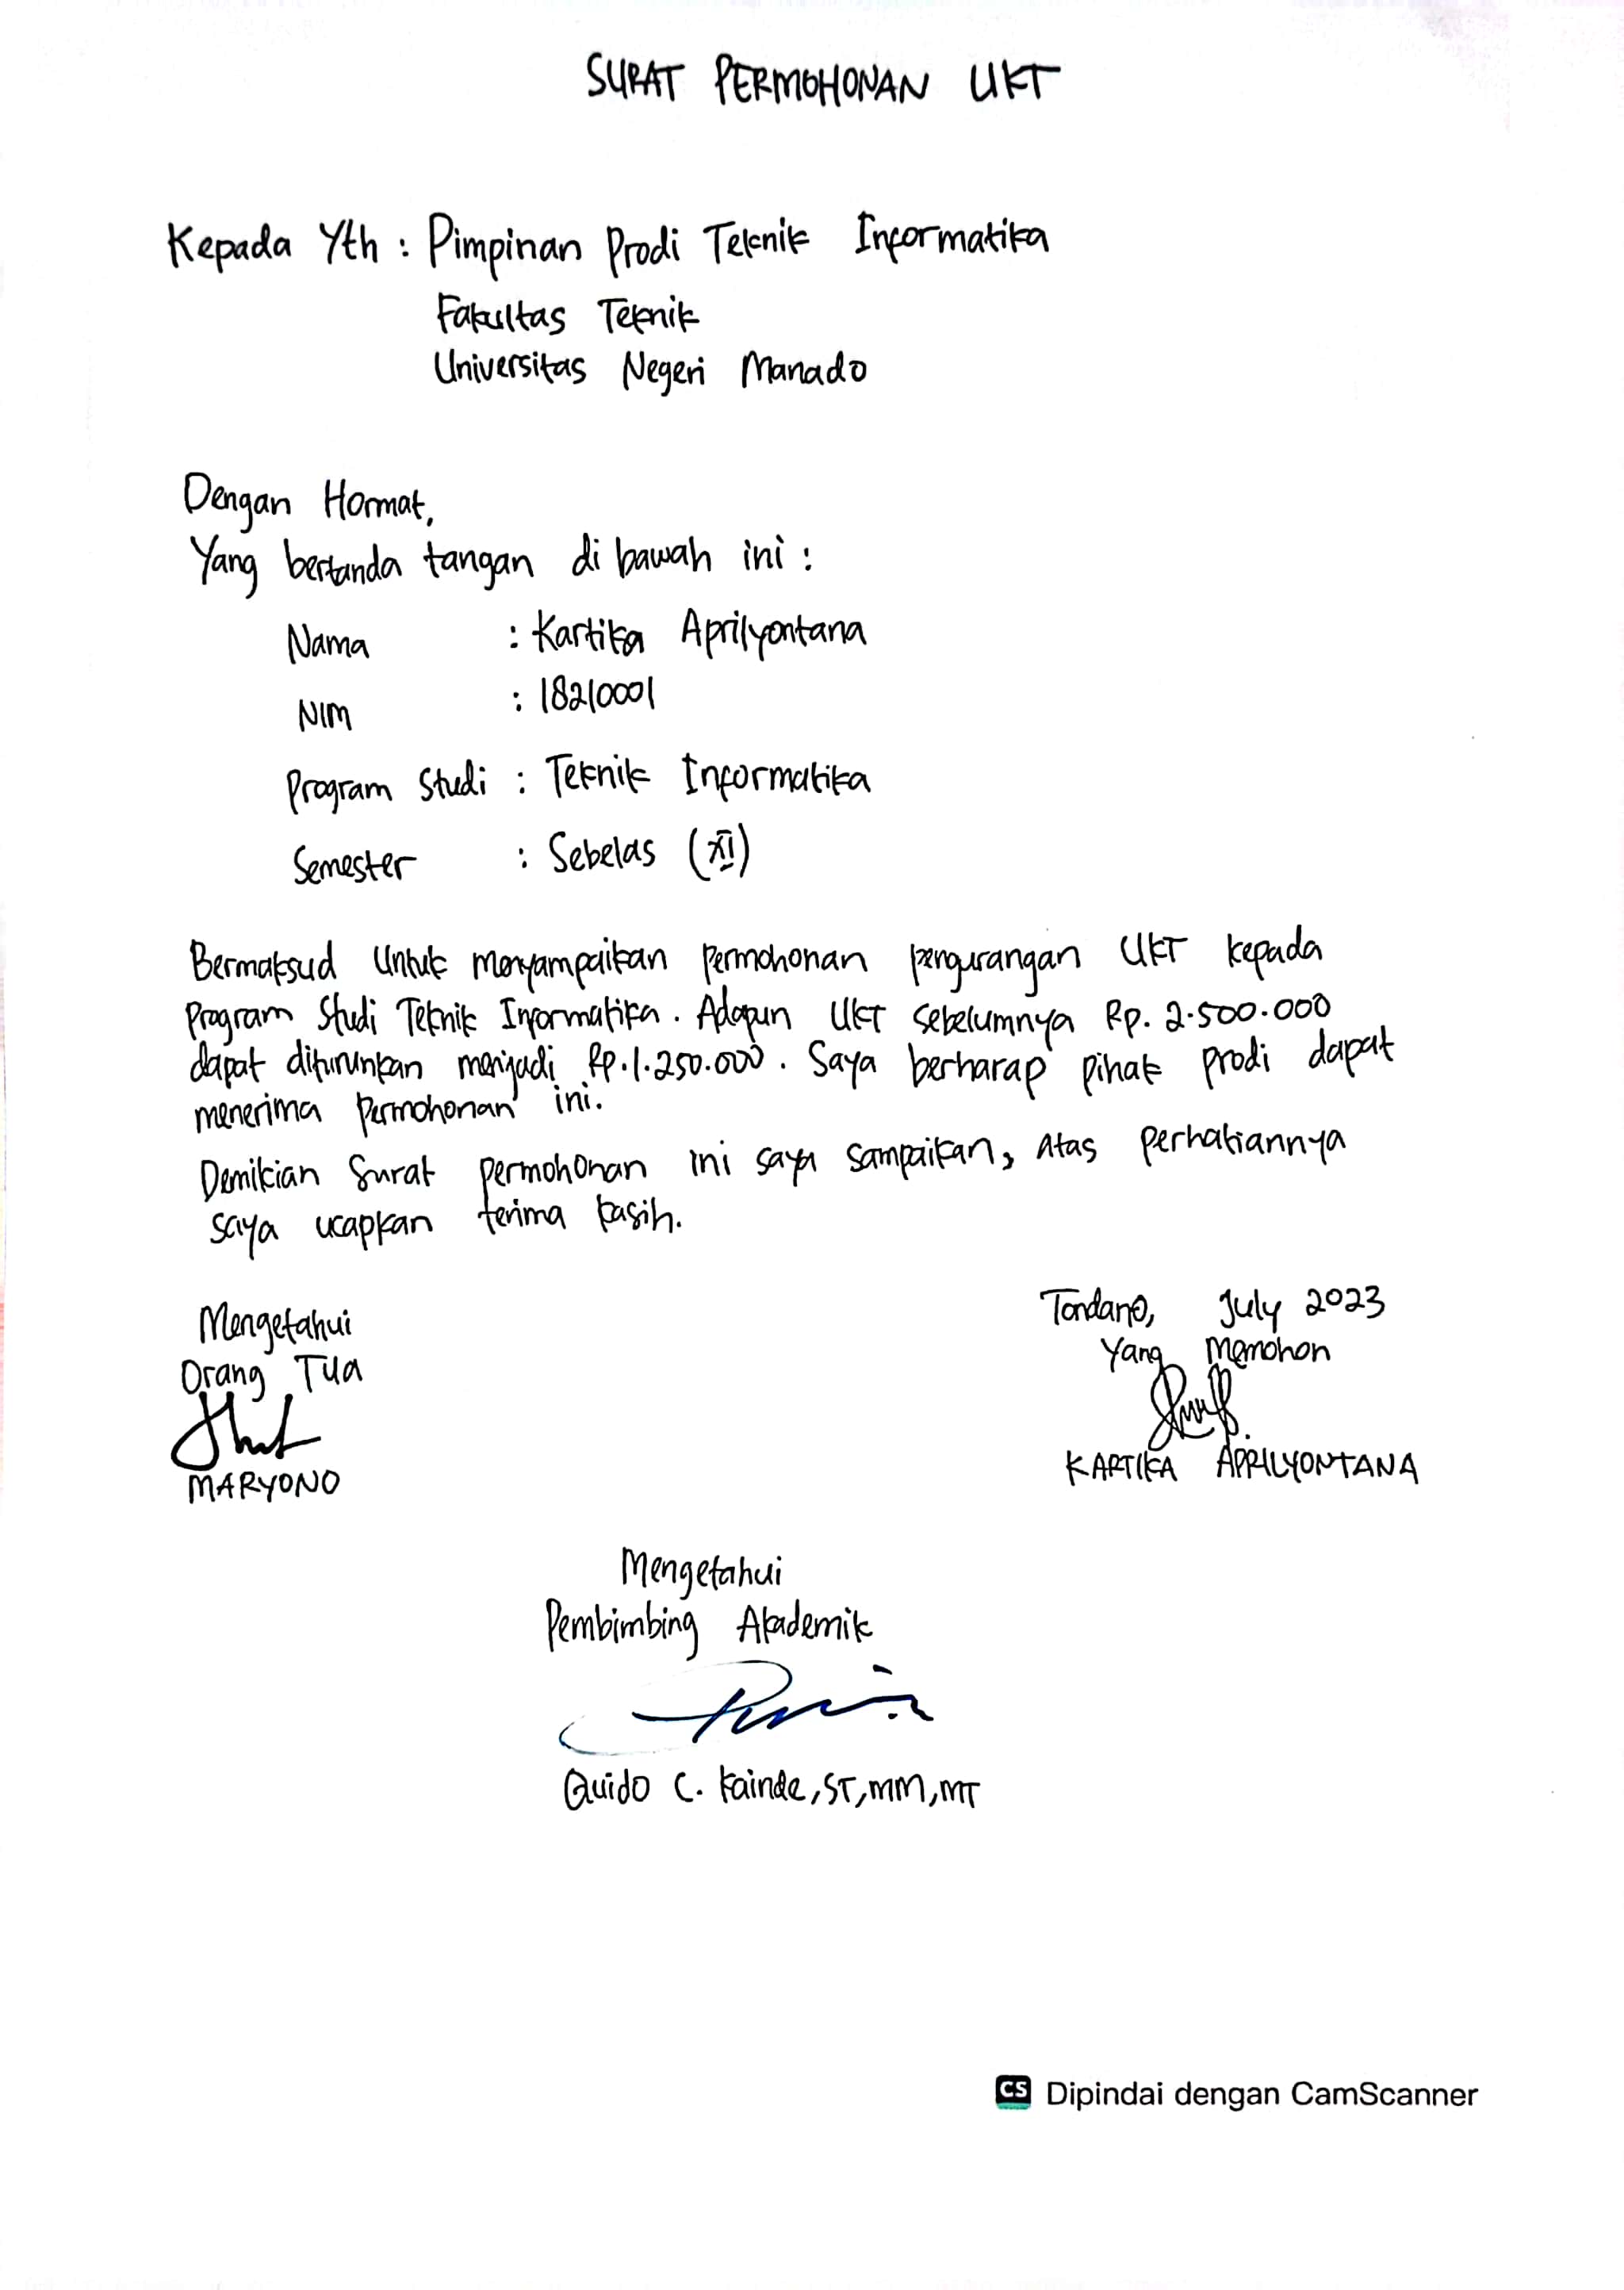 SURAT PERMOHONAN UKT
Kepada Yth : Pimpinan Prodi Teknik Informatika
Fakultas Teknik
Universitas Negeri Manado
Dengan Hormat,
Yang bertanda tangan di bawah ini :
Nama : Kartika Aprilyontana
NIM : 18210001
Program Studi : Teknik Informatika
Semester : Sebelas (XI)
Bermaksud Untuk menyampaikan permohonan pengurangan UKT kepada
Program Studi Teknik Informatika. Adapun UKT sebelumnya Rp. 2.500.000
dapat diturunkan menjadi Rp.1.250.000. Saya berharap pihak prodi dapat
menerima permohonan ini.
Demikian Surat permohonan ini saya sampaikan, Atas perhatiannya
saya ucapkan terima kasih.
Mengetahui
Orang Tua
MARYONO
Tondano, July 2023
Yang Memohon
KARTIKA APRILYONTANA
Mengetahui
Pembimbing Akademik
Quido C. Kainde, ST, MM, MT
CS Dipindai dengan CamScanner